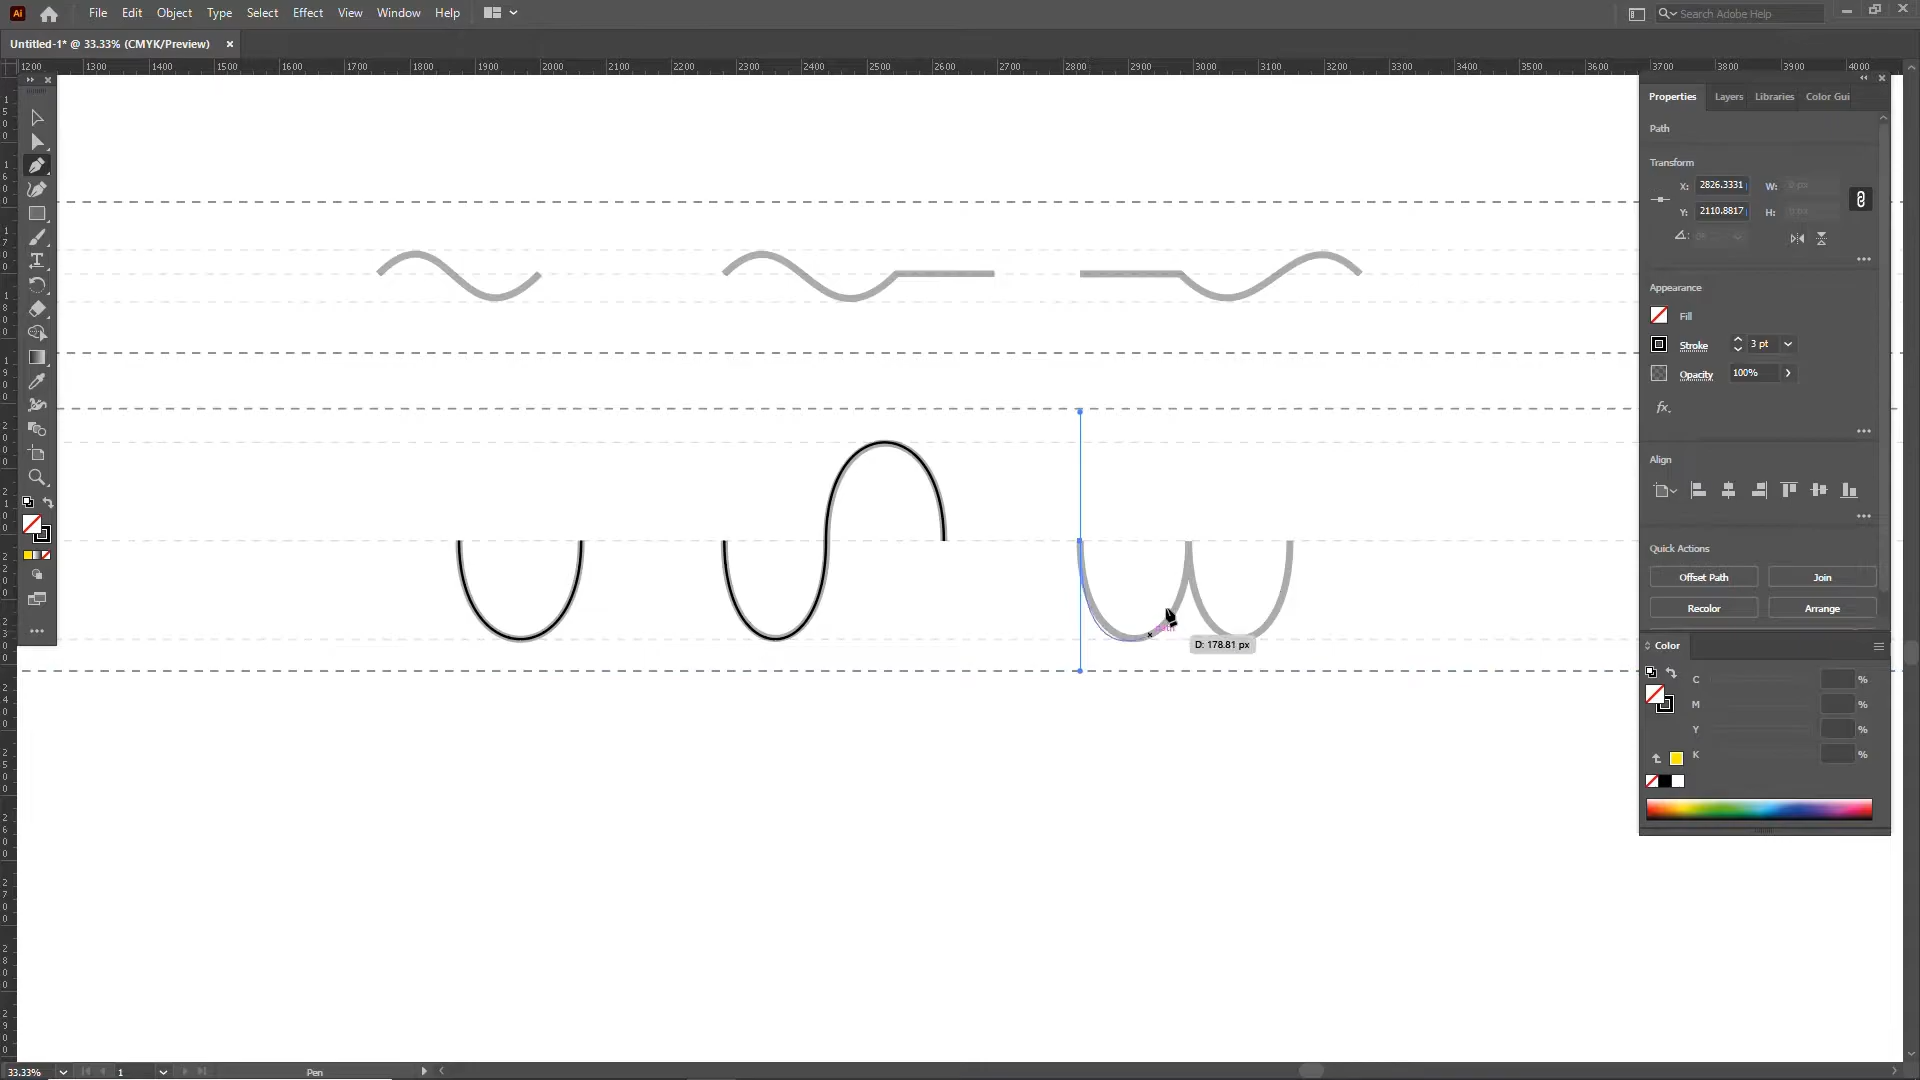 Ai File Edit Object Type Select Effect View Window Help Search Adobe Help
Untitled-1* @ 33.33% (CMYK/Preview)
1200 1300 1400 1500 1600 1700 1800 1900 2000 2100 2200 2300 2400 2500 2600 2700 2800 2900 3000 3100 3200 3300 3400 3500 3600 3700 3800 3900 4000
Properties Layers Libraries Color Gui
Path
Transform
X: 2826.3331 W: 0 px
Y: 2110.8817 H: 0 px
Appearance
Fill
Stroke 3 pt
Opacity 100%
fx.
Align
Quick Actions
Offset Path Join
Recolor Arrange
D: 178.81 px
Color
C %
M %
Y %
K %
33.33% 1 Pen